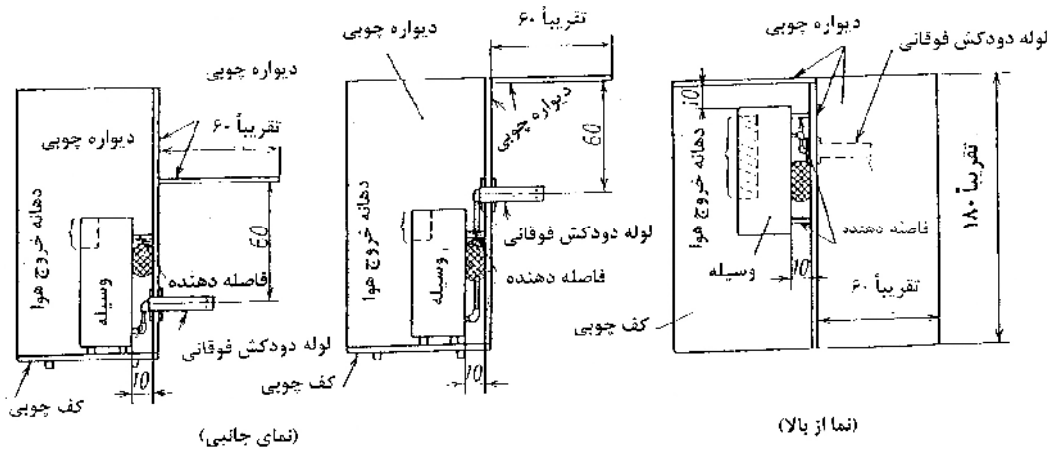 تقریباً ۶۰
دیواره چوبی
دیواره چوبی
60
دهانه خروج هوا
وسیله
لوله دودکش فوقانی
فاصله دهنده
10
کف چوبی
دیواره چوبی
تقریباً ۶۰
دیواره چوبی
60
دهانه خروج هوا
وسیله
فاصله دهنده
لوله دودکش فوقانی
10
کف چوبی
(نمای جانبی)
دیواره چوبی
لوله دودکش فوقانی
10
دهانه خروج هوا
تقریباً ۱۸۰
فاصله دهنده
وسیله
10
تقریباً ۶۰
کف چوبی
(نما از بالا)